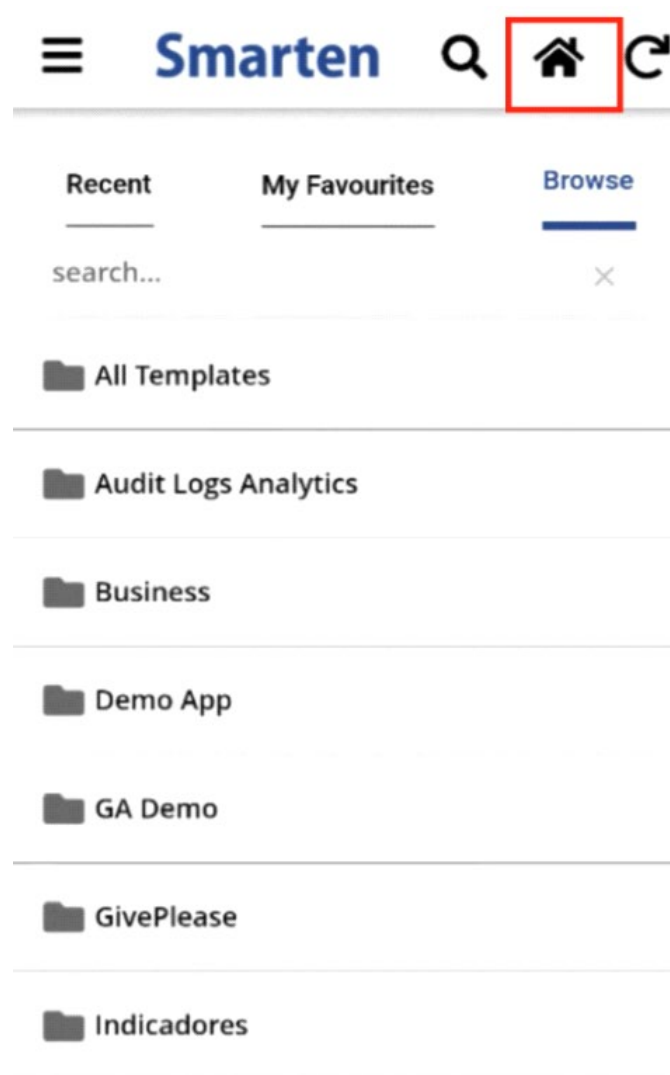 Smarten
Recent My Favourites Browse
search...
All Templates
Audit Logs Analytics
Business
Demo App
GA Demo
GivePlease
Indicadores